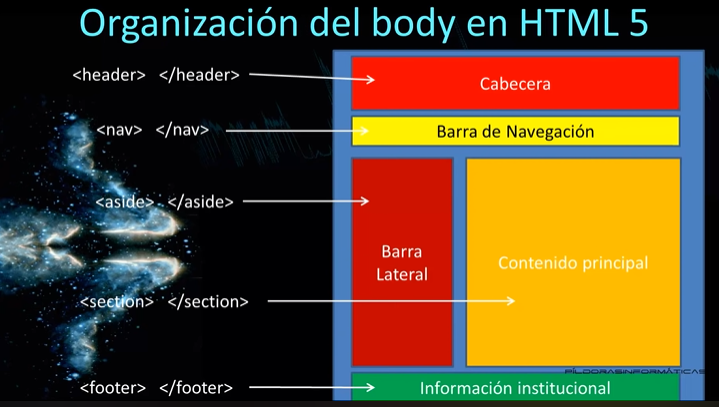 Organización del body en HTML 5
<header> </header>
Cabecera
<nav> </nav>
Barra de Navegación
<aside> </aside>
Barra
Lateral
Contenido principal
<section> </section>
PÍLDORASINFORMÁTICAS
<footer> </footer>
Información institucional